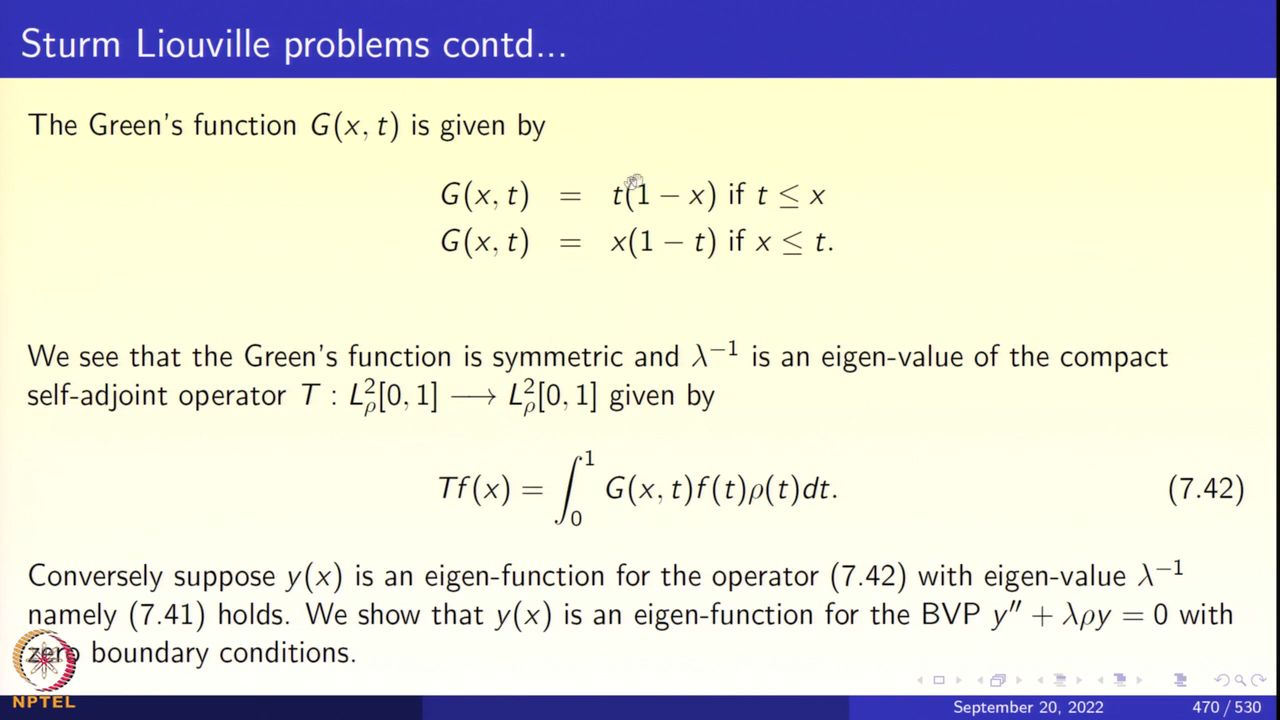 Sturm Liouville problems contd...
The Green's function G(x, t) is given by
G(x, t) = t(1 − x) if t ≤ x
G(x, t) = x(1 − t) if x ≤ t.
We see that the Green's function is symmetric and λ⁻¹ is an eigen-value of the compact
self-adjoint operator T : L²ᵨ[0, 1] ⟶ L²ᵨ[0, 1] given by
Tf(x) = ∫₀¹ G(x, t)f(t)ρ(t)dt. (7.42)
Conversely suppose y(x) is an eigen-function for the operator (7.42) with eigen-value λ⁻¹
namely (7.41) holds. We show that y(x) is an eigen-function for the BVP y″ + λρy = 0 with
zero boundary conditions.
NPTEL
September 20, 2022 470 / 530